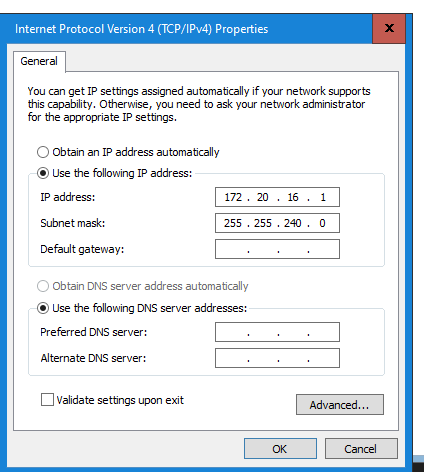 Internet Protocol Version 4 (TCP/IPv4) Properties
X
General
You can get IP settings assigned automatically if your network supports
this capability. Otherwise, you need to ask your network administrator
for the appropriate IP settings.
Obtain an IP address automatically
Use the following IP address:
IP address: 172 . 20 . 16 . 1
Subnet mask: 255 . 255 . 240 . 0
Default gateway: . . .
Obtain DNS server address automatically
Use the following DNS server addresses:
Preferred DNS server: . . .
Alternate DNS server: . . .
Validate settings upon exit
Advanced...
OK Cancel